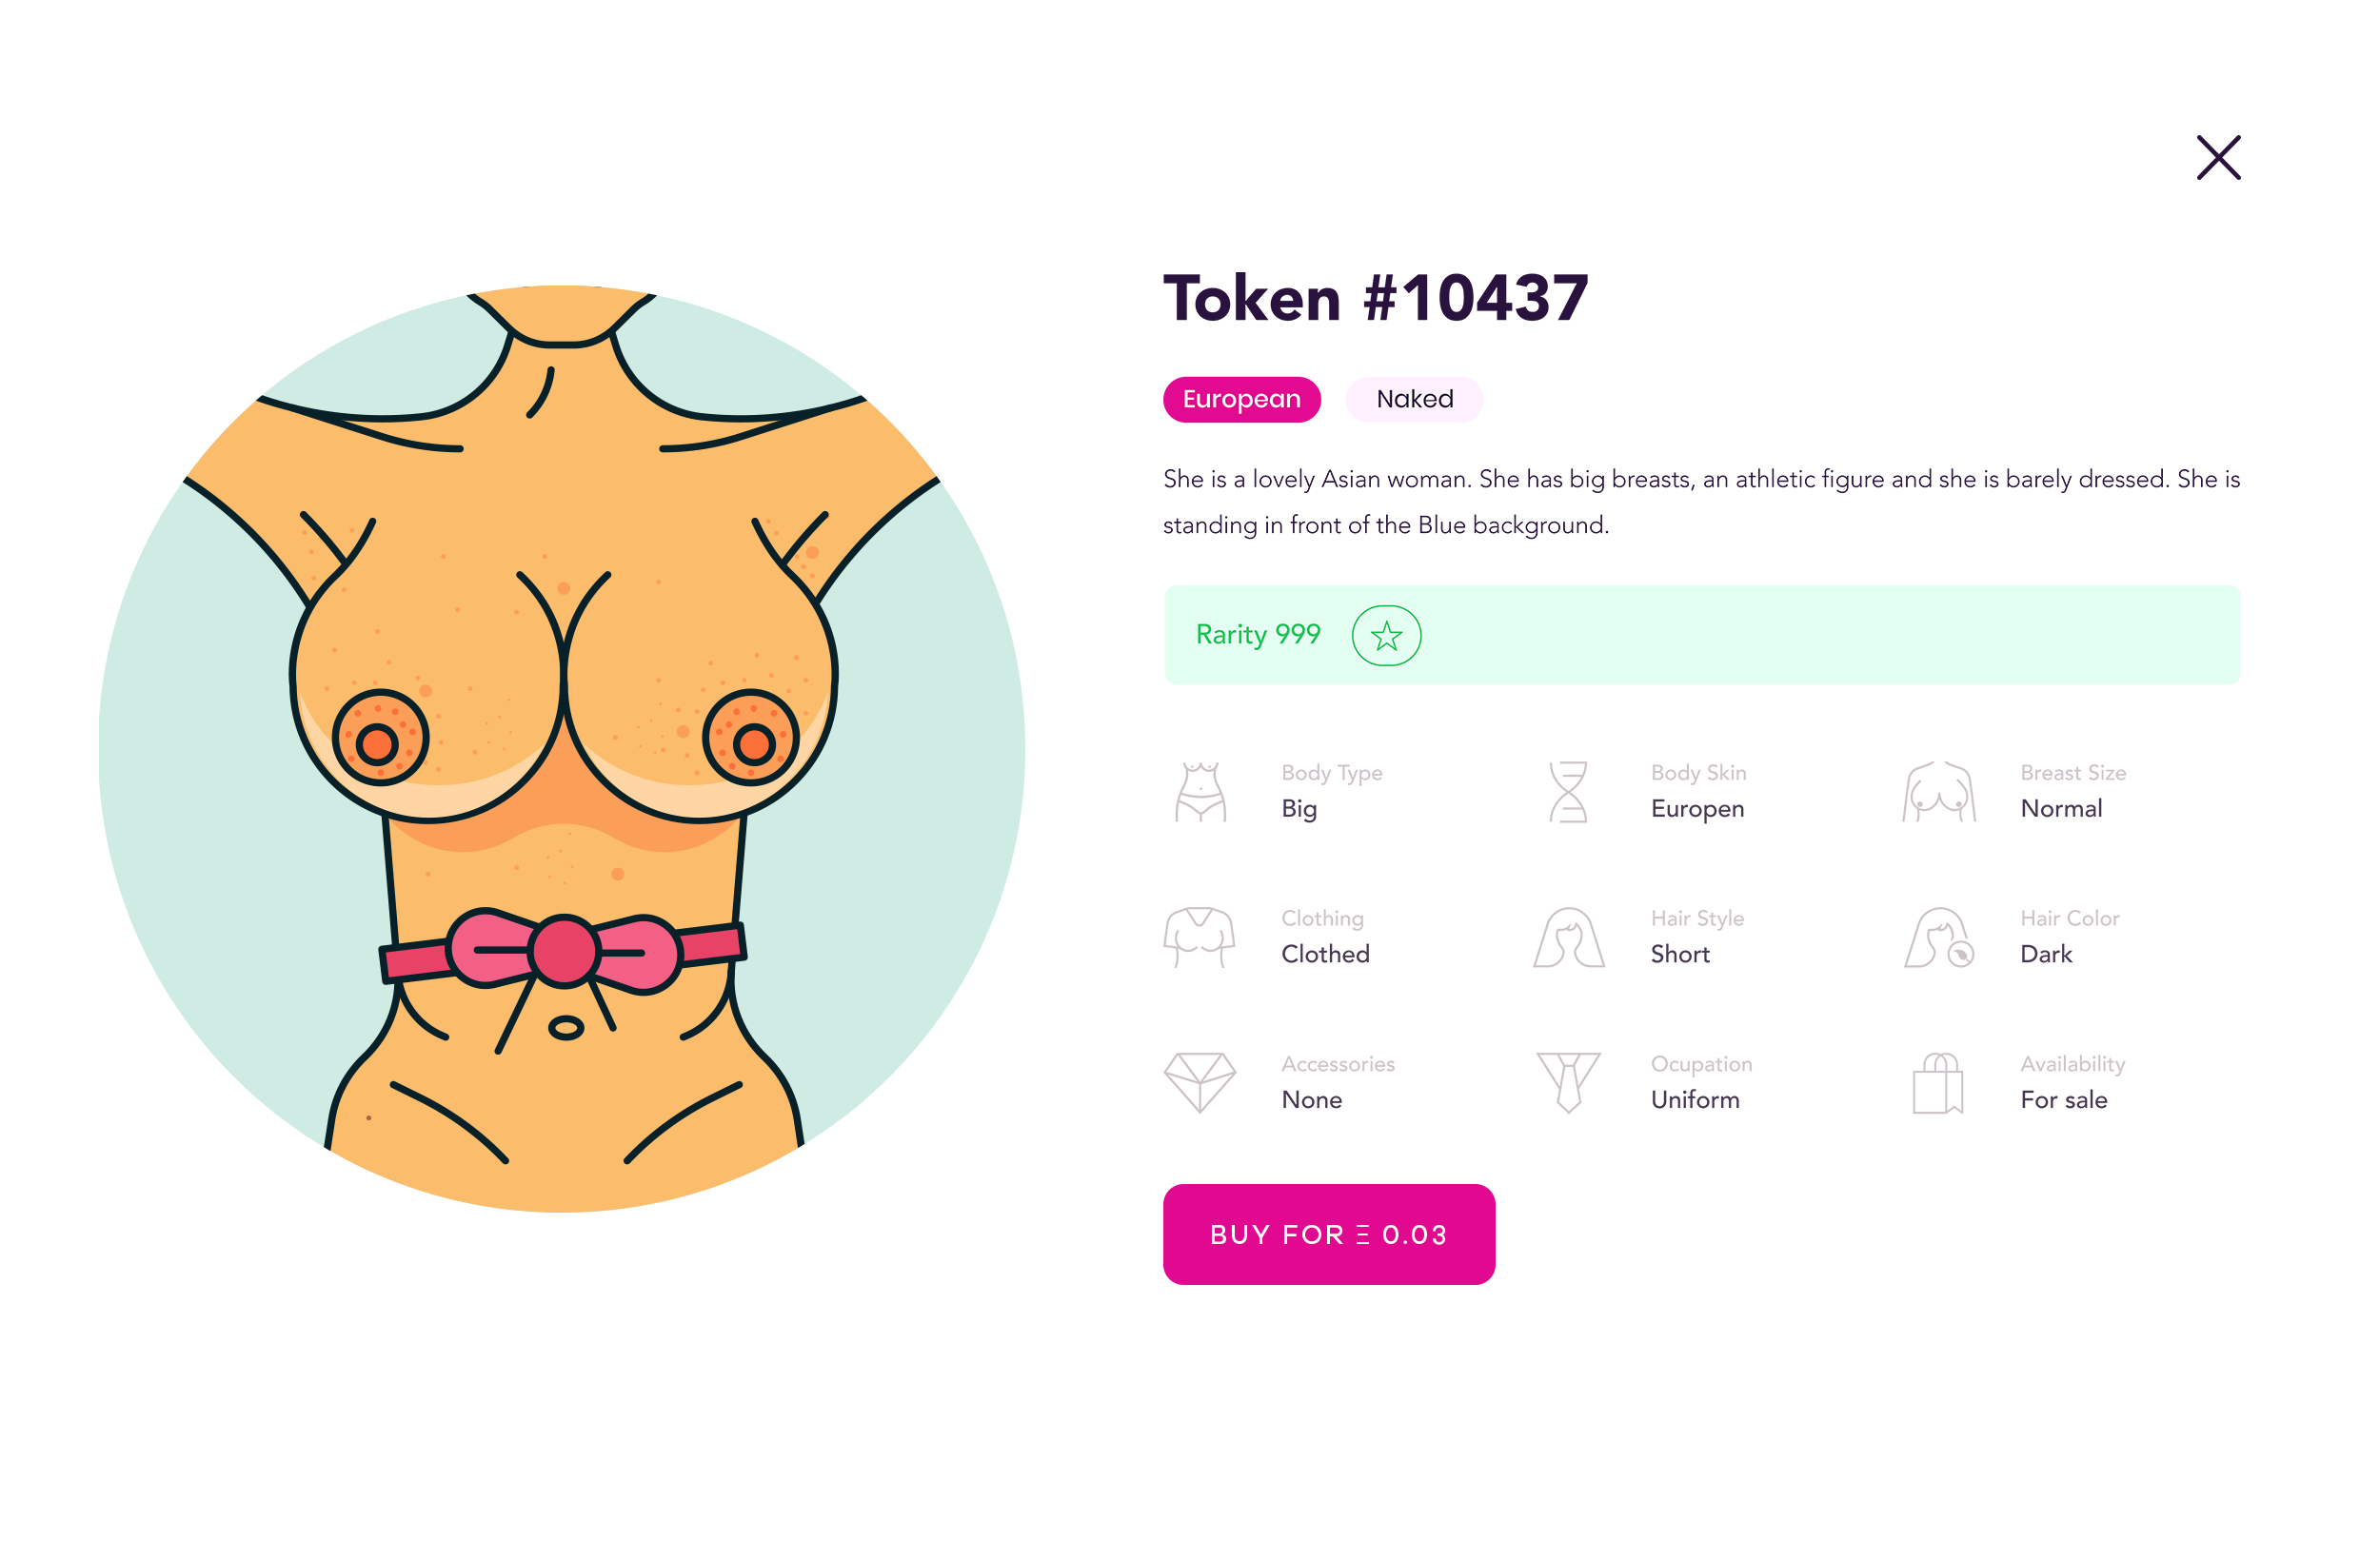 Token #10437
European Naked
She is a lovely Asian woman. She has big breasts, an athletic figure and she is barely dressed. She is
standing in front of the Blue background.
Rarity 999
Body Type Body Skin Breast Size
Big Europen Normal
Clothing Hair Style Hair Color
Clothed Short Dark
Accessories Ocupation Availability
None Uniform For sale
BUY FOR Ξ 0.03